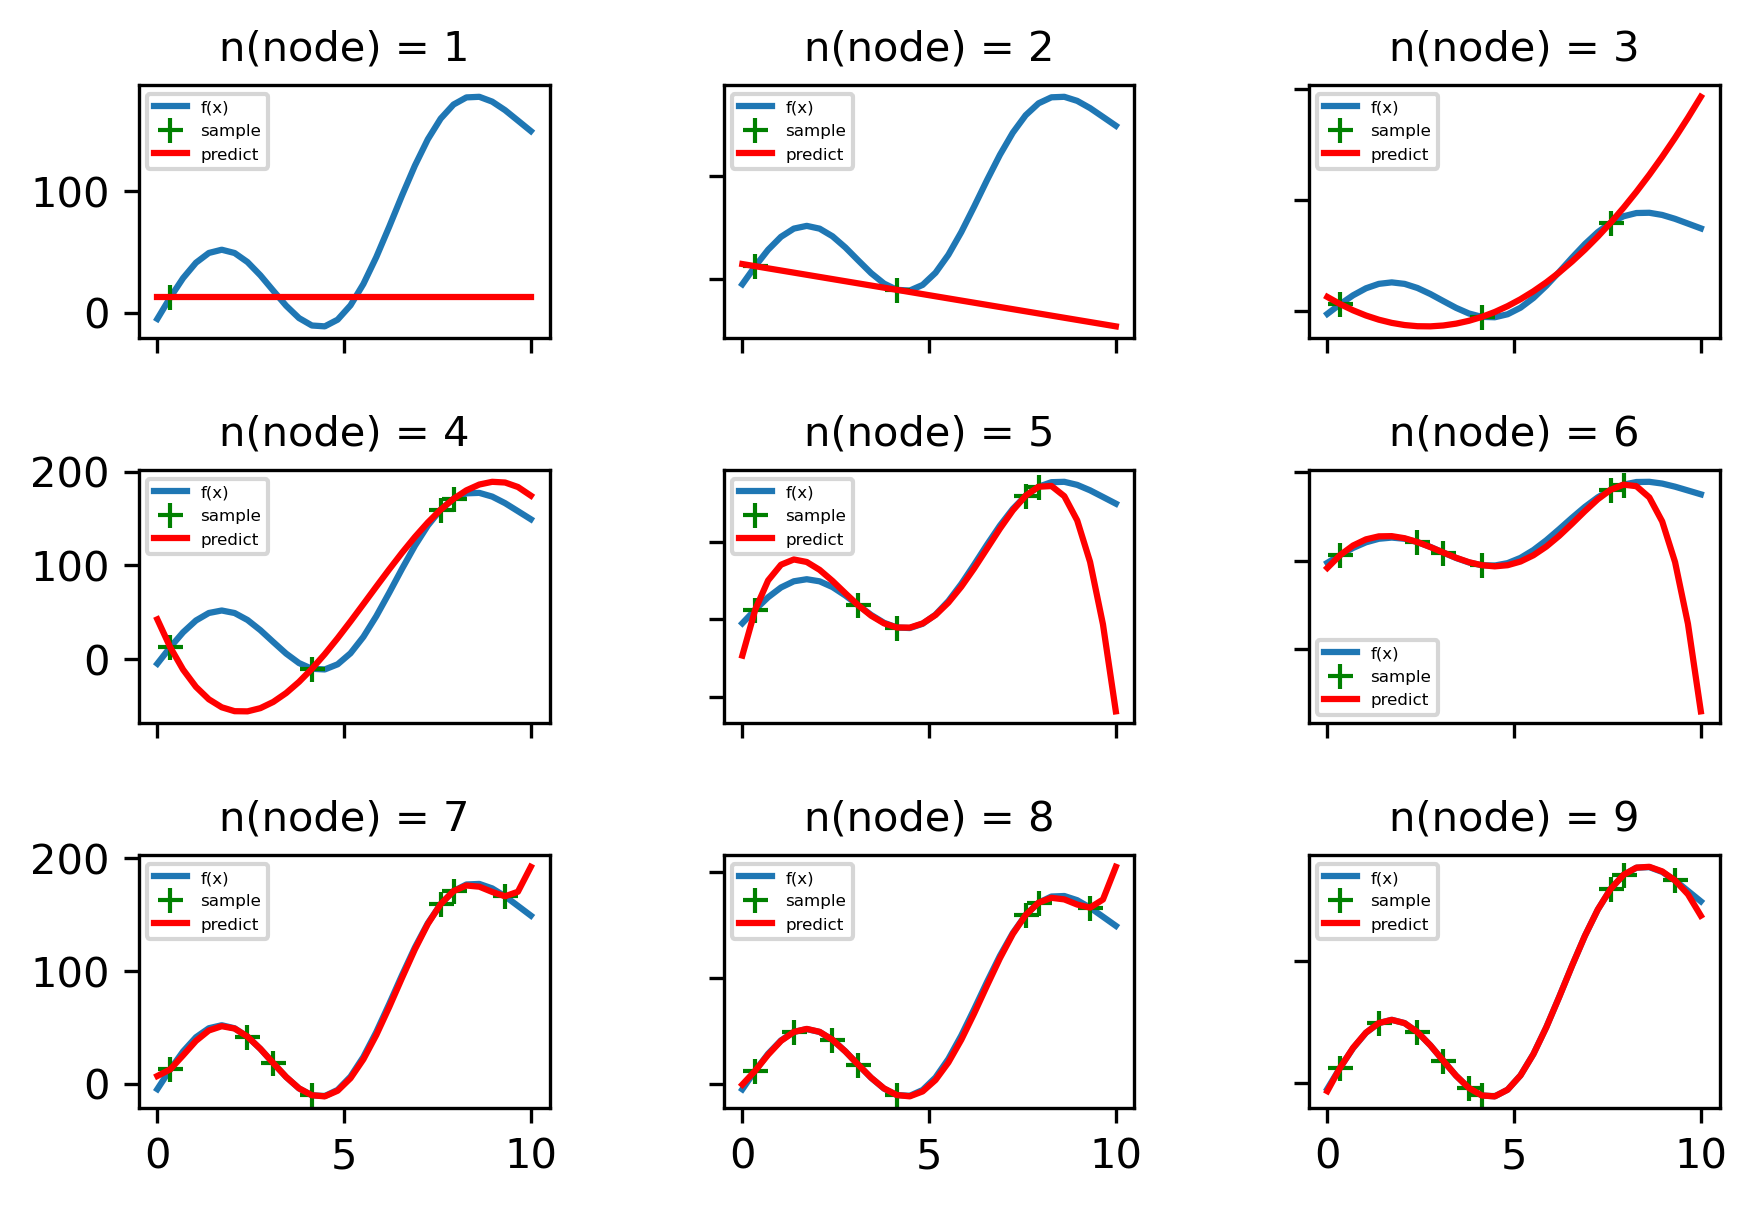 n(node) = 1
n(node) = 2
n(node) = 3
f(x)
sample
predict
f(x)
sample
predict
f(x)
sample
predict
100
0
n(node) = 4
n(node) = 5
n(node) = 6
200
100
0
f(x)
sample
predict
f(x)
sample
predict
f(x)
sample
predict
n(node) = 7
n(node) = 8
n(node) = 9
200
100
0
f(x)
sample
predict
f(x)
sample
predict
f(x)
sample
predict
0 5 10
0 5 10
0 5 10